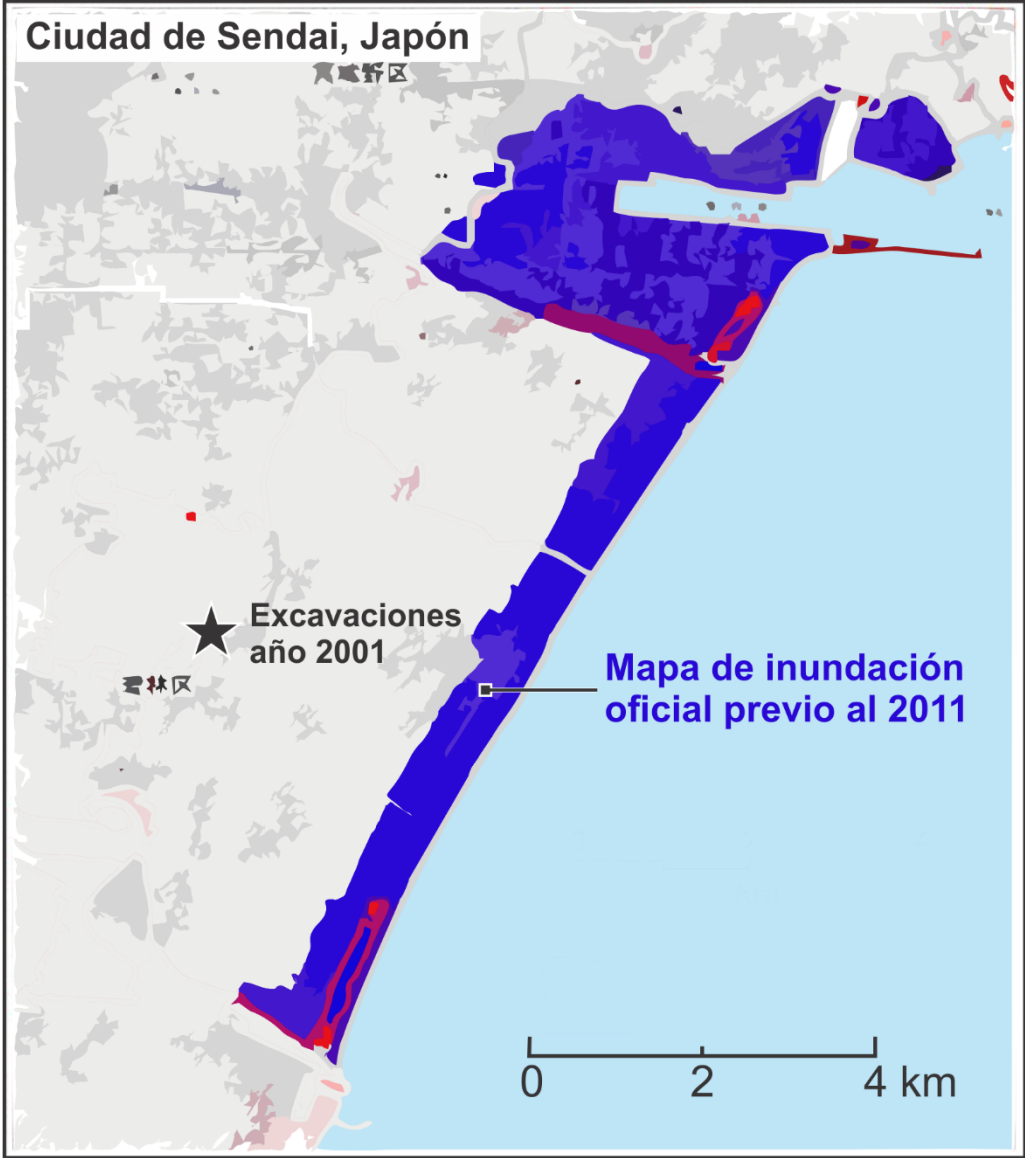 Ciudad de Sendai, Japón
Excavaciones
año 2001
Mapa de inundación
oficial previo al 2011
0 2 4 km